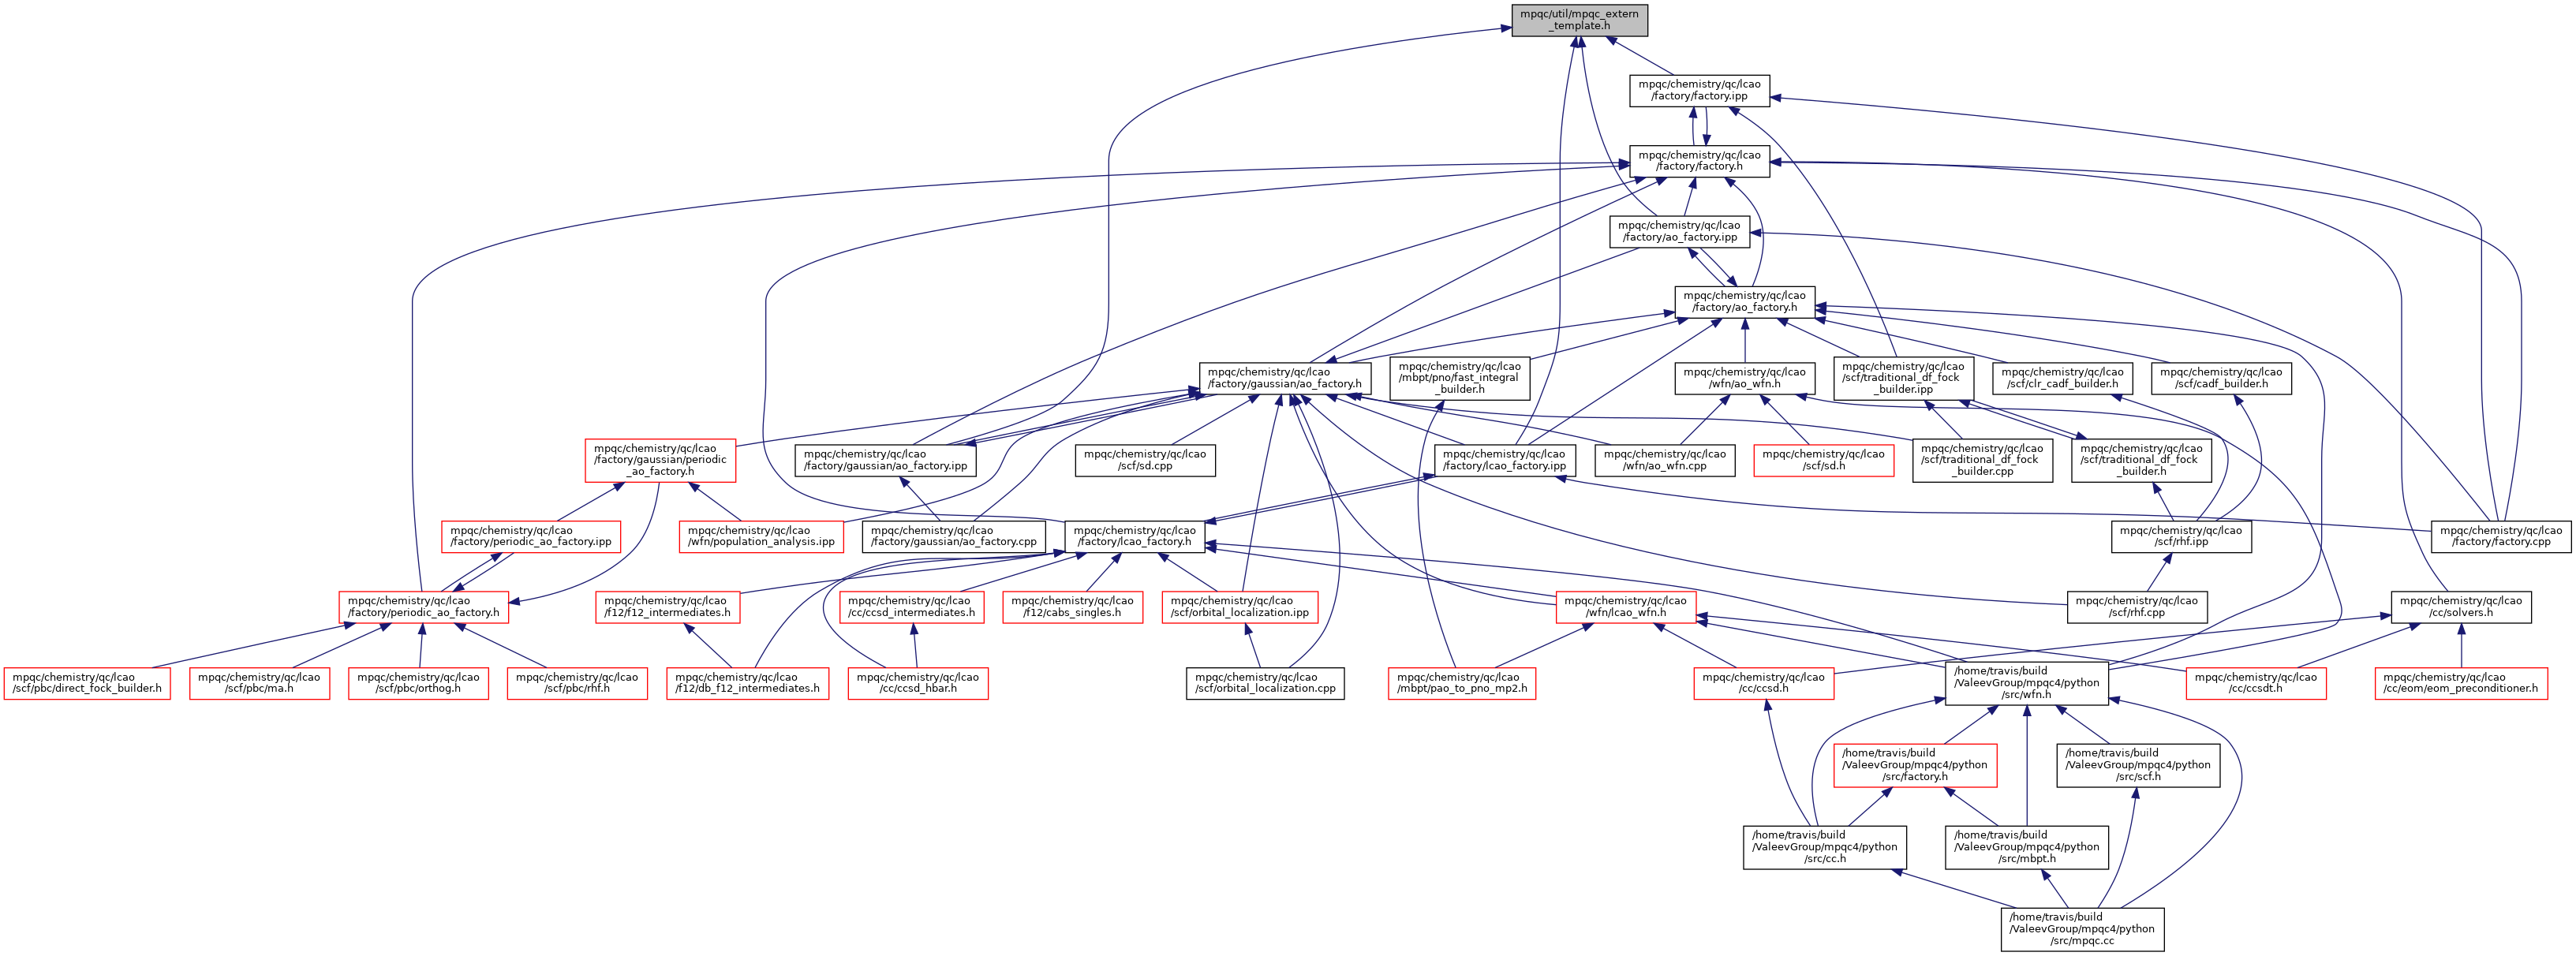 mpqc/util/mpqc_extern
_template.h
mpqc/chemistry/qc/lcao
/factory/factory.ipp
mpqc/chemistry/qc/lcao
/factory/factory.h
mpqc/chemistry/qc/lcao
/factory/ao_factory.ipp
mpqc/chemistry/qc/lcao
/factory/ao_factory.h
mpqc/chemistry/qc/lcao
/factory/gaussian/ao_factory.h
mpqc/chemistry/qc/lcao
/mbpt/pno/fast_integral
_builder.h
mpqc/chemistry/qc/lcao
/wfn/ao_wfn.h
mpqc/chemistry/qc/lcao
/scf/traditional_df_fock
_builder.ipp
mpqc/chemistry/qc/lcao
/scf/clr_cadf_builder.h
mpqc/chemistry/qc/lcao
/scf/cadf_builder.h
mpqc/chemistry/qc/lcao
/factory/gaussian/periodic
_ao_factory.h
mpqc/chemistry/qc/lcao
/factory/gaussian/ao_factory.ipp
mpqc/chemistry/qc/lcao
/scf/sd.cpp
mpqc/chemistry/qc/lcao
/factory/lcao_factory.ipp
mpqc/chemistry/qc/lcao
/wfn/ao_wfn.cpp
mpqc/chemistry/qc/lcao
/scf/sd.h
mpqc/chemistry/qc/lcao
/scf/traditional_df_fock
_builder.cpp
mpqc/chemistry/qc/lcao
/scf/traditional_df_fock
_builder.h
mpqc/chemistry/qc/lcao
/factory/periodic_ao_factory.ipp
mpqc/chemistry/qc/lcao
/wfn/population_analysis.ipp
mpqc/chemistry/qc/lcao
/factory/gaussian/ao_factory.cpp
mpqc/chemistry/qc/lcao
/factory/lcao_factory.h
mpqc/chemistry/qc/lcao
/scf/rhf.ipp
mpqc/chemistry/qc/lcao
/factory/factory.cpp
mpqc/chemistry/qc/lcao
/factory/periodic_ao_factory.h
mpqc/chemistry/qc/lcao
/f12/f12_intermediates.h
mpqc/chemistry/qc/lcao
/cc/ccsd_intermediates.h
mpqc/chemistry/qc/lcao
/f12/cabs_singles.h
mpqc/chemistry/qc/lcao
/scf/orbital_localization.ipp
mpqc/chemistry/qc/lcao
/wfn/lcao_wfn.h
mpqc/chemistry/qc/lcao
/scf/rhf.cpp
mpqc/chemistry/qc/lcao
/cc/solvers.h
mpqc/chemistry/qc/lcao
/scf/pbc/direct_fock_builder.h
mpqc/chemistry/qc/lcao
/scf/pbc/ma.h
mpqc/chemistry/qc/lcao
/scf/pbc/orthog.h
mpqc/chemistry/qc/lcao
/scf/pbc/rhf.h
mpqc/chemistry/qc/lcao
/f12/db_f12_intermediates.h
mpqc/chemistry/qc/lcao
/cc/ccsd_hbar.h
mpqc/chemistry/qc/lcao
/scf/orbital_localization.cpp
mpqc/chemistry/qc/lcao
/mbpt/pao_to_pno_mp2.h
mpqc/chemistry/qc/lcao
/cc/ccsd.h
/home/travis/build
/ValeevGroup/mpqc4/python
/src/wfn.h
mpqc/chemistry/qc/lcao
/cc/ccsdt.h
mpqc/chemistry/qc/lcao
/cc/eom/eom_preconditioner.h
/home/travis/build
/ValeevGroup/mpqc4/python
/src/factory.h
/home/travis/build
/ValeevGroup/mpqc4/python
/src/scf.h
/home/travis/build
/ValeevGroup/mpqc4/python
/src/cc.h
/home/travis/build
/ValeevGroup/mpqc4/python
/src/mbpt.h
/home/travis/build
/ValeevGroup/mpqc4/python
/src/mpqc.cc